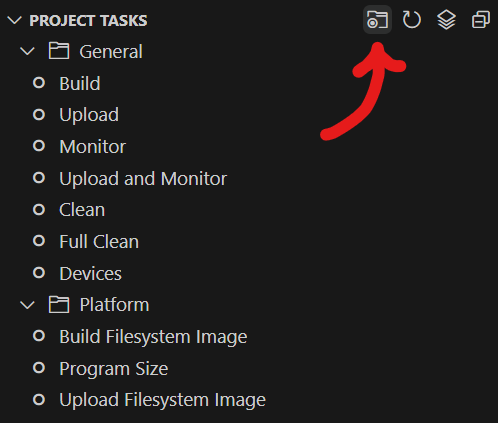 PROJECT TASKS
General
Build
Upload
Monitor
Upload and Monitor
Clean
Full Clean
Devices
Platform
Build Filesystem Image
Program Size
Upload Filesystem Image